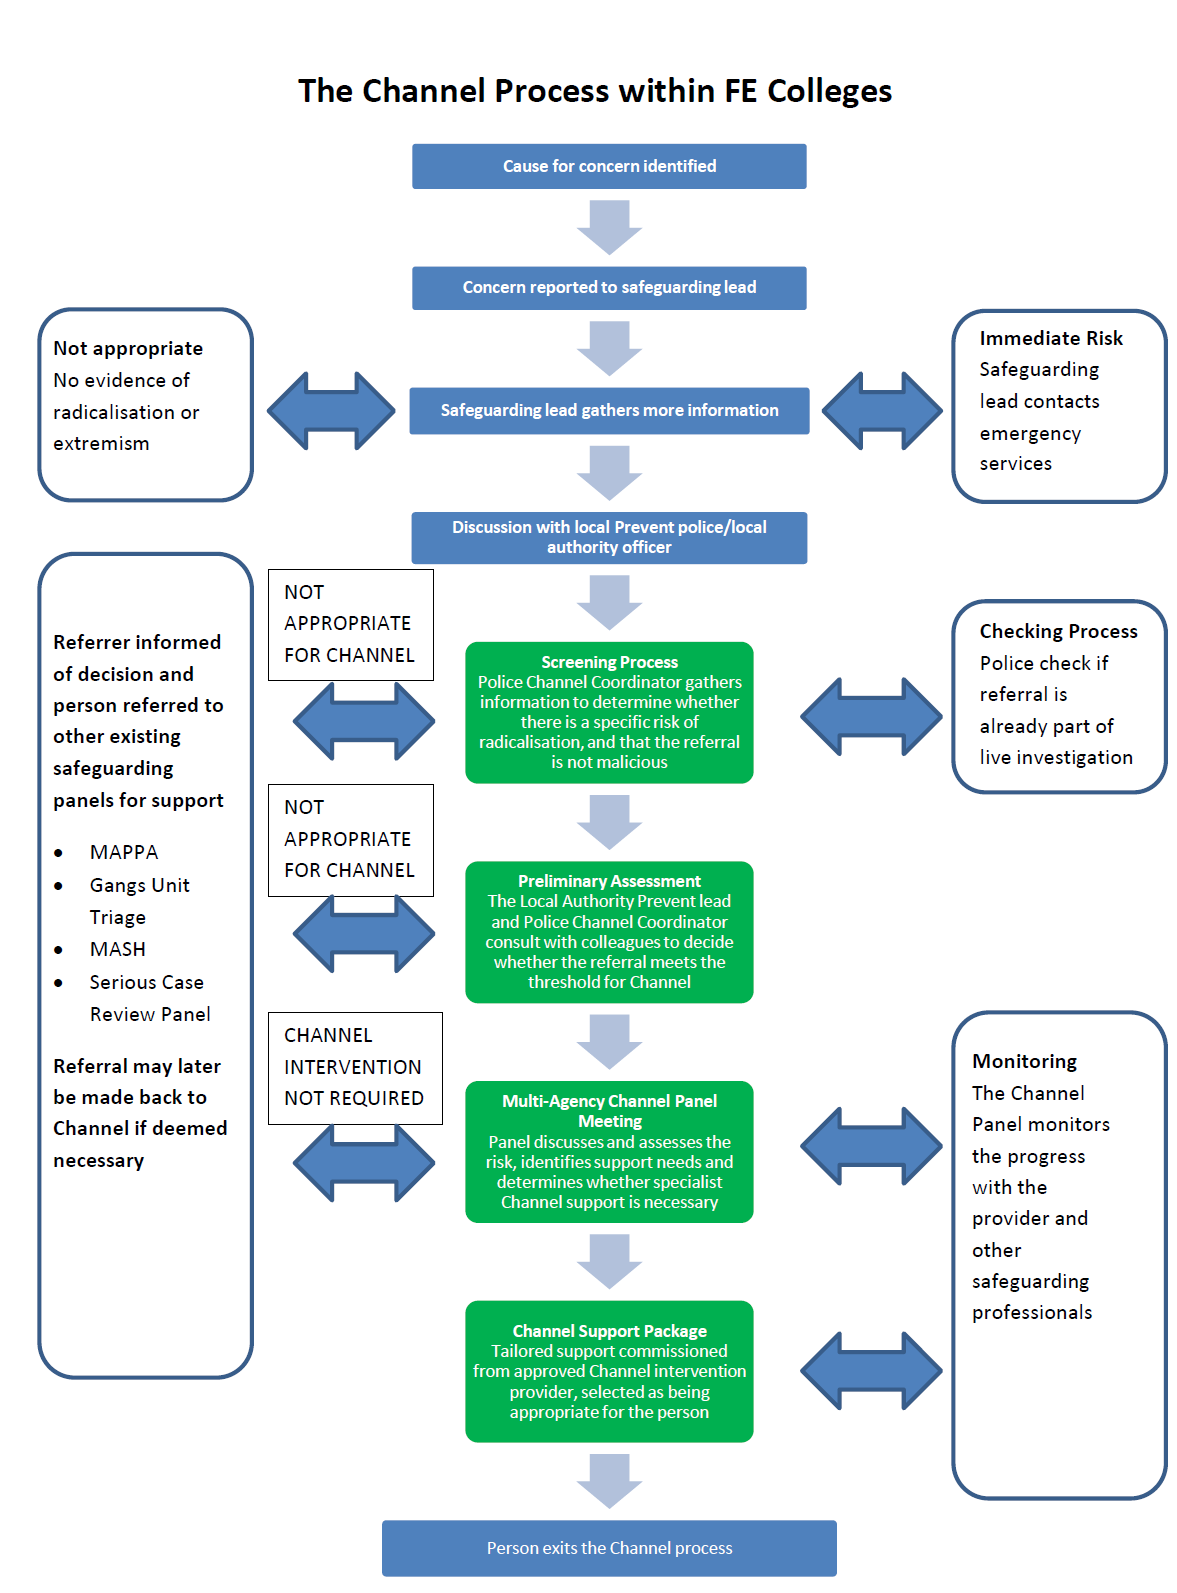 The Channel Process within FE Colleges
Cause for concern identified
Concern reported to safeguarding lead
Not appropriate
No evidence of
radicalisation or
extremism
Safeguarding lead gathers more information
Immediate Risk
Safeguarding
lead contacts
emergency
services
Discussion with local Prevent police/local
authority officer
Referrer informed
of decision and
person referred to
other existing
safeguarding
panels for support
• MAPPA
• Gangs Unit
Triage
• MASH
• Serious Case
Review Panel
Referral may later
be made back to
Channel if deemed
necessary
NOT
APPROPRIATE
FOR CHANNEL
Screening Process
Police Channel Coordinator gathers
information to determine whether
there is a specific risk of
radicalisation, and that the referral
is not malicious
Checking Process
Police check if
referral is
already part of
live investigation
NOT
APPROPRIATE
FOR CHANNEL
Preliminary Assessment
The Local Authority Prevent lead
and Police Channel Coordinator
consult with colleagues to decide
whether the referral meets the
threshold for Channel
CHANNEL
INTERVENTION
NOT REQUIRED
Multi-Agency Channel Panel
Meeting
Panel discusses and assesses the
risk, identifies support needs and
determines whether specialist
Channel support is necessary
Monitoring
The Channel
Panel monitors
the progress
with the
provider and
other
safeguarding
professionals
Channel Support Package
Tailored support commissioned
from approved Channel intervention
provider, selected as being
appropriate for the person
Person exits the Channel process